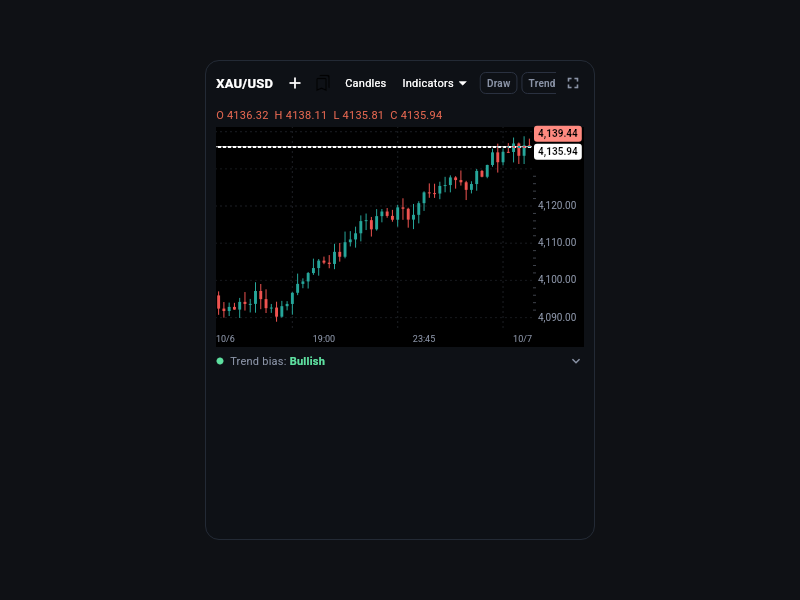 XAU/USD + Candles Indicators Draw Trend
O 4136.32 H 4138.11 L 4135.81 C 4135.94
4,139.44
4,135.94
4,120.00
4,110.00
4,100.00
4,090.00
10/6 19:00 23:45 10/7
Trend bias: Bullish